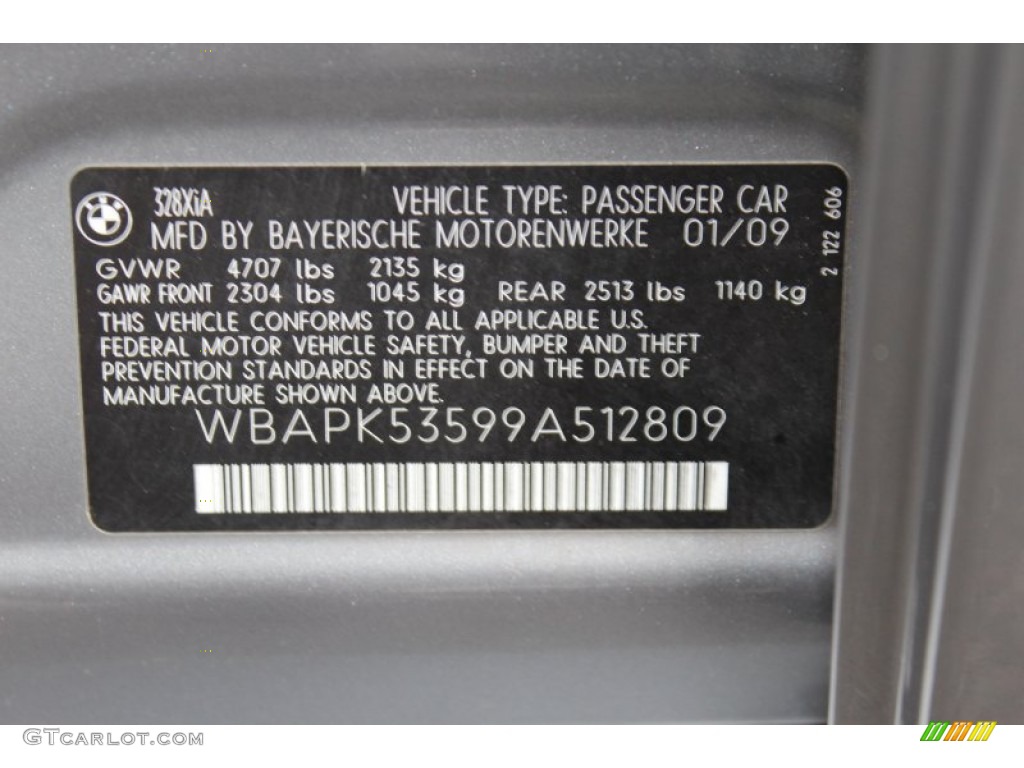 328XiA VEHICLE TYPE: PASSENGER CAR
MFD BY BAYERISCHE MOTORENWERKE 01/09
GVWR 4707 lbs 2135 kg
GAWR FRONT 2304 lbs 1045 kg REAR 2513 lbs 1140 kg
THIS VEHICLE CONFORMS TO ALL APPLICABLE U.S.
FEDERAL MOTOR VEHICLE SAFETY, BUMPER AND THEFT
PREVENTION STANDARDS IN EFFECT ON THE DATE OF
MANUFACTURE SHOWN ABOVE.
WBAPK53599A512809
2 122 606
GTCarlot.com